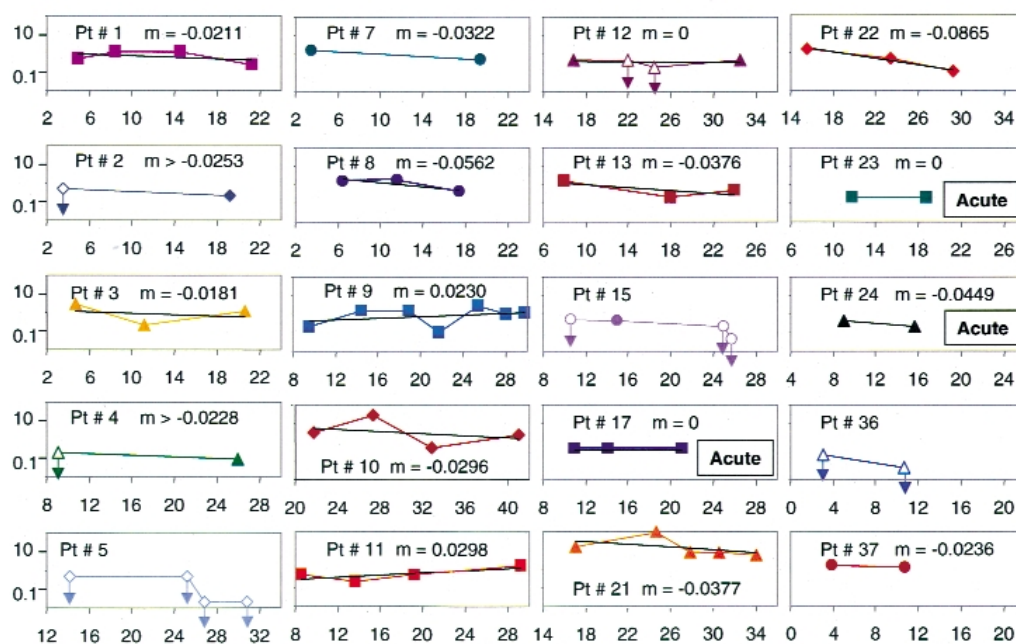 10 Pt # 1 m = -0.0211 Pt # 7 m = -0.0322 Pt # 12 m = 0 Pt # 22 m = -0.0865
0.1
2 6 10 14 18 22 2 6 10 14 18 22 14 18 22 26 30 34 14 18 22 26 30 34
10 Pt # 2 m > -0.0253 Pt # 8 m = -0.0562 Pt # 13 m = -0.0376 Pt # 23 m = 0
0.1 Acute
2 6 10 14 18 22 2 6 10 14 18 22 6 10 14 18 22 26 6 10 14 18 22 26
10 Pt # 3 m = -0.0181 Pt # 9 m = 0.0230 Pt # 15 Pt # 24 m = -0.0449
0.1 Acute
2 6 10 14 18 22 8 12 16 20 24 28 8 12 16 20 24 28 4 8 12 16 20 24
10 Pt # 4 m > -0.0228 Pt # 17 m = 0 Pt # 36
0.1 Pt # 10 m = -0.0296 Acute
8 12 16 20 24 28 20 24 28 32 36 40 6 10 14 18 22 26 0 4 8 12 16 20
10 Pt # 5 Pt # 11 m = 0.0298 Pt # 37 m = -0.0236
0.1 Pt # 21 m = -0.0377
12 16 20 24 28 32 8 12 16 20 24 28 14 18 22 26 30 34 0 4 8 12 16 20